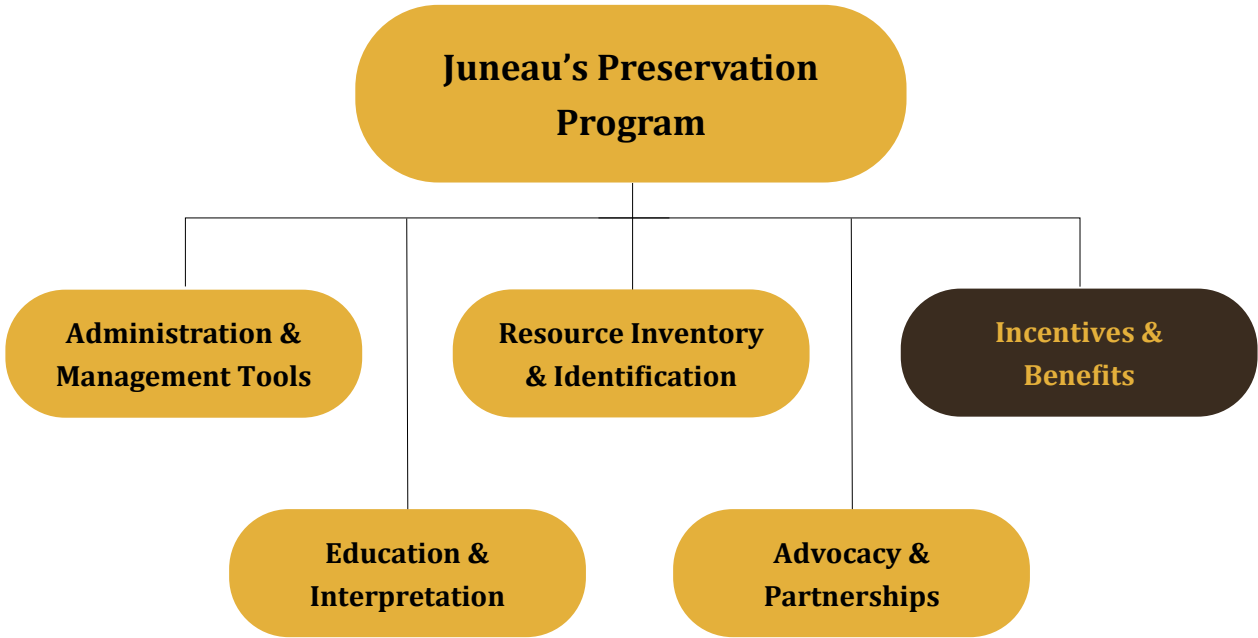 Juneau’s Preservation
Program
Administration &
Management Tools
Resource Inventory
& Identification
Incentives &
Benefits
Education &
Interpretation
Advocacy &
Partnerships